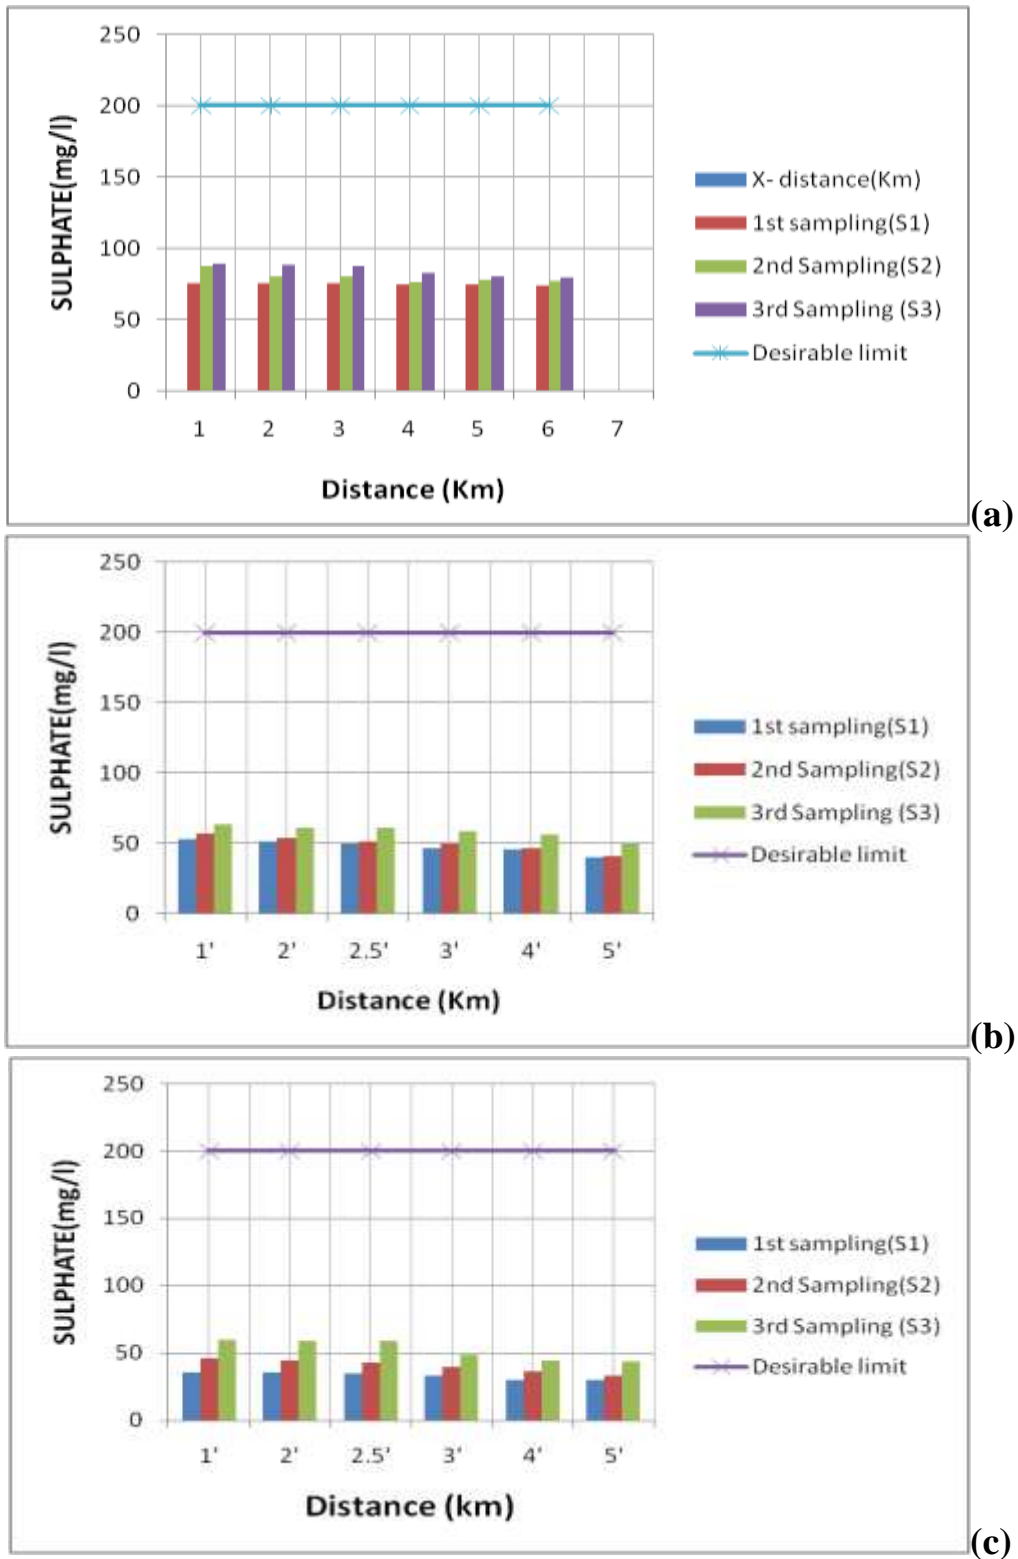 250
200
150
100
50
0
SULPHATE(mg/l)
1 2 3 4 5 6 7
Distance (Km)
X- distance(Km)
1st sampling(S1)
2nd Sampling(S2)
3rd Sampling (S3)
Desirable limit
(a)
250
200
150
100
50
0
SULPHATE(mg/l)
1' 2' 2.5' 3' 4' 5'
Distance (Km)
1st sampling(S1)
2nd Sampling(S2)
3rd Sampling (S3)
Desirable limit
(b)
250
200
150
100
50
0
SULPHATE(mg/l)
1' 2' 2.5' 3' 4' 5'
Distance (km)
1st sampling(S1)
2nd Sampling(S2)
3rd Sampling (S3)
Desirable limit
(c)